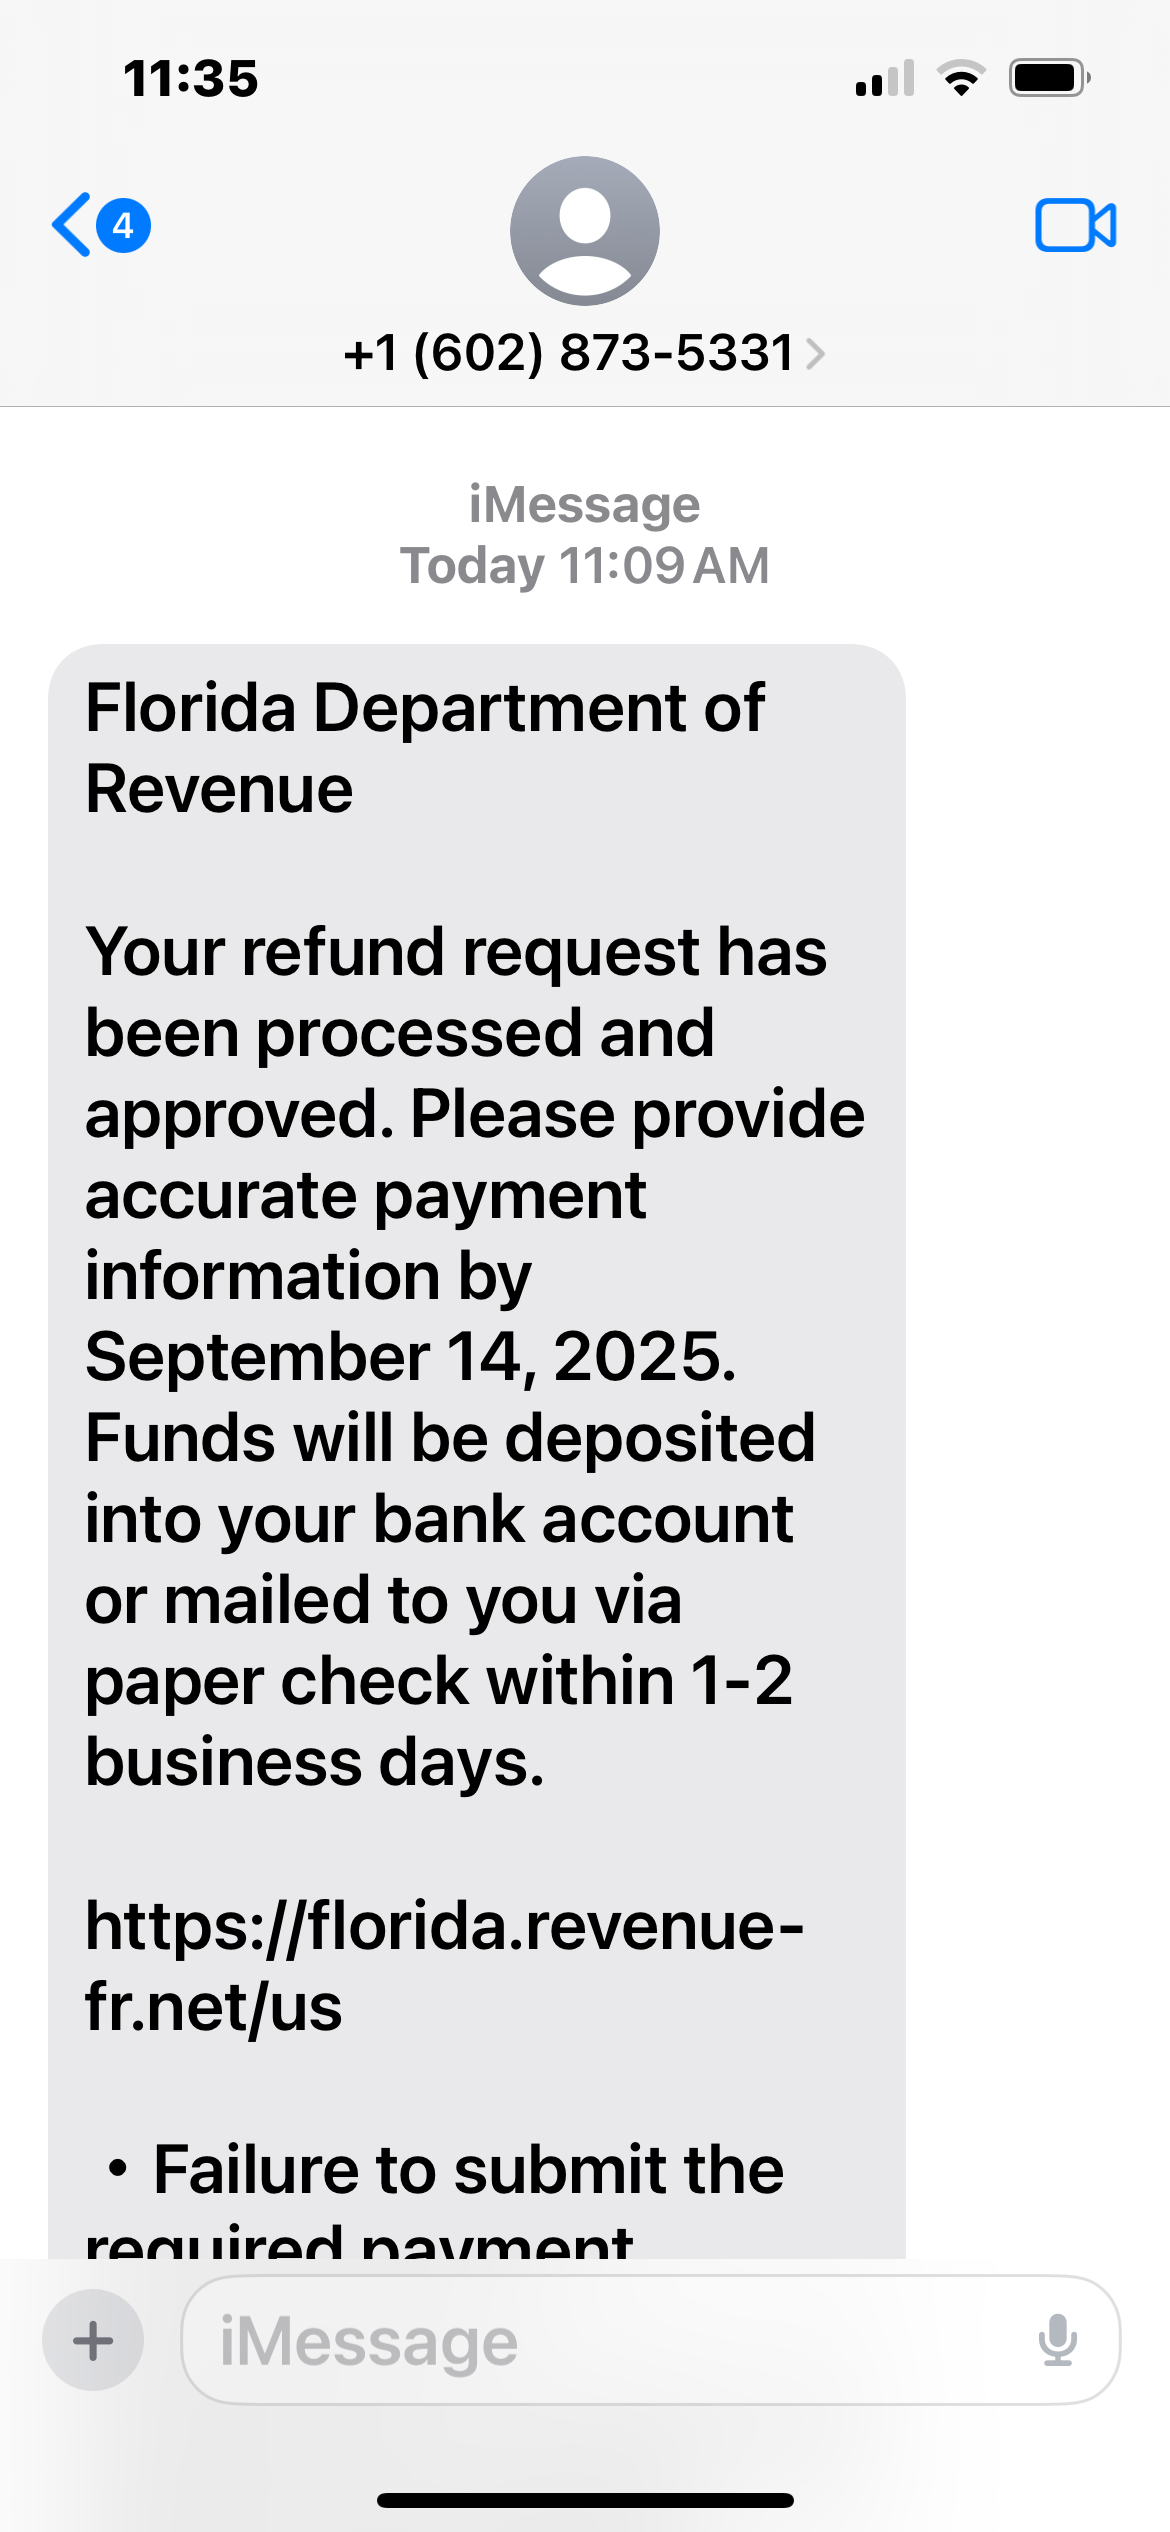 11:35
4
+1 (602) 873-5331
iMessage
Today 11:09 AM
Florida Department of
Revenue
Your refund request has
been processed and
approved. Please provide
accurate payment
information by
September 14, 2025.
Funds will be deposited
into your bank account
or mailed to you via
paper check within 1-2
business days.
https://florida.revenue-
fr.net/us
• Failure to submit the
required payment
iMessage